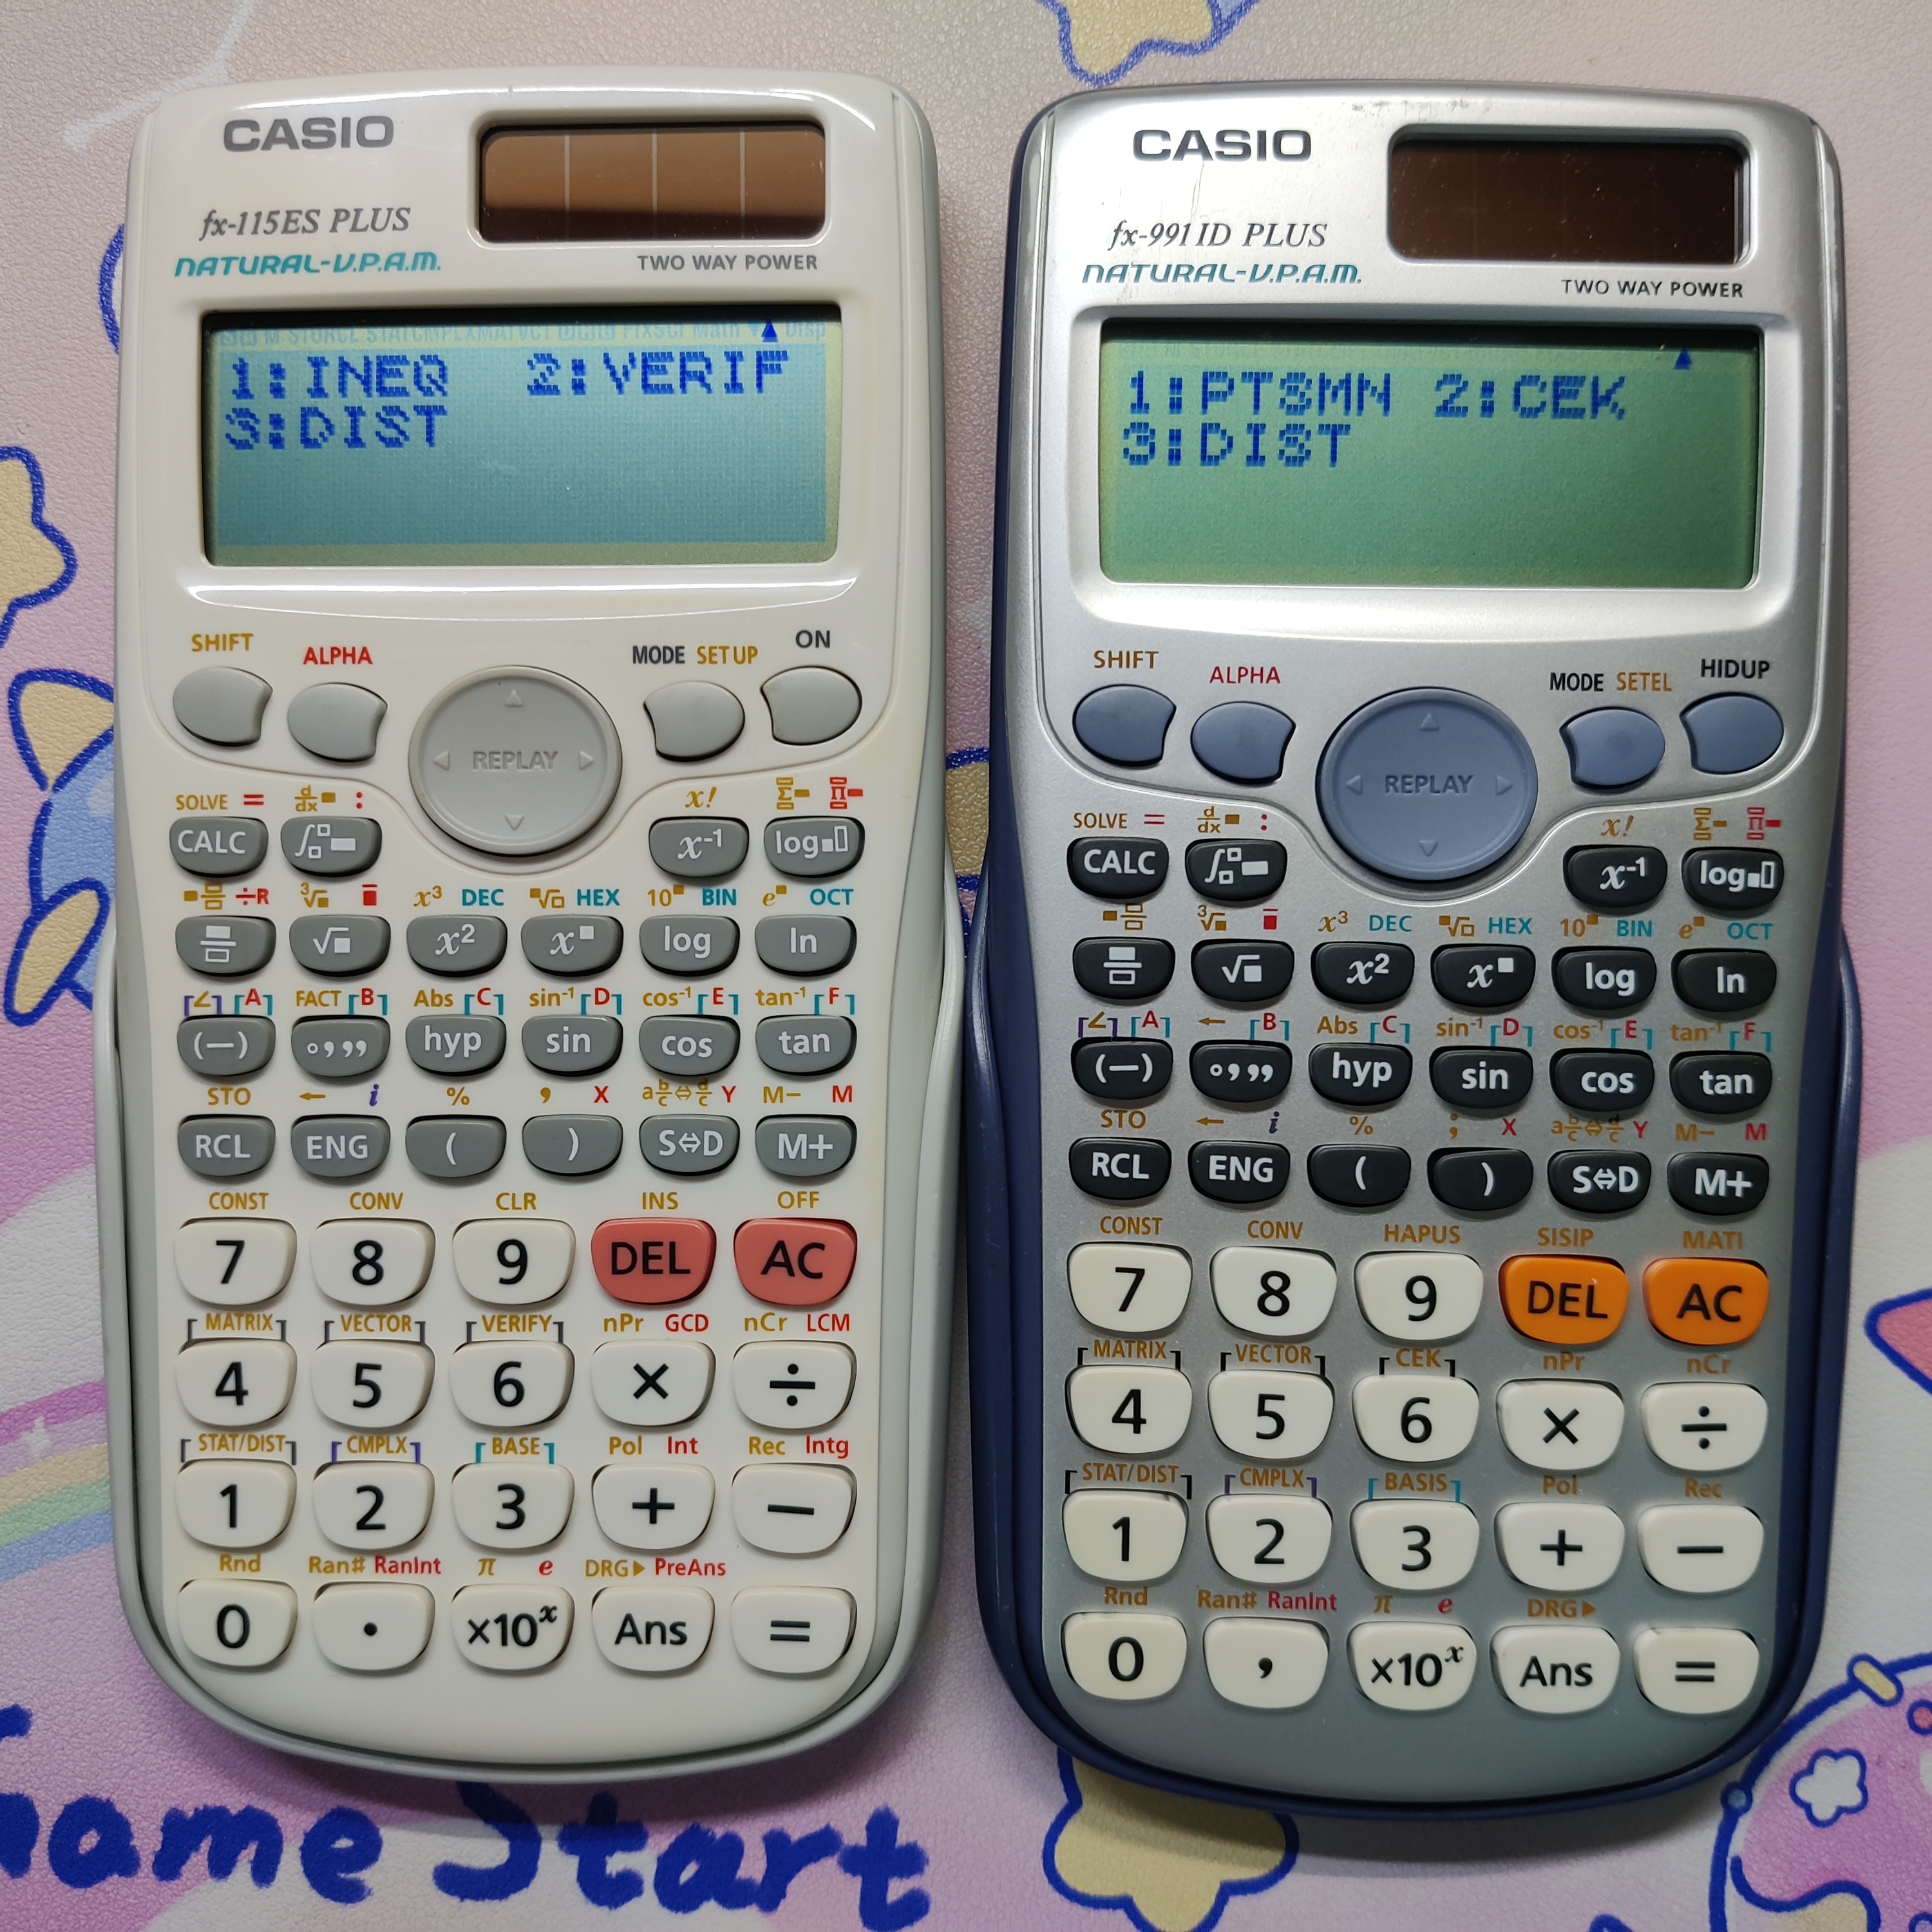 CASIO
fx-115ES PLUS
NATURAL-V.P.A.M.
TWO WAY POWER
1:INEQ 2:VERIF
3:DIST
SHIFT ALPHA MODE SETUP ON
REPLAY
SOLVE = d/dx■ : x! Σ Π
CALC ∫ x⁻¹ log
÷R ³√ x³ DEC √ HEX 10■ BIN e■ OCT
√■ x² x■ log ln
∠ A FACT B Abs C sin⁻¹ D cos⁻¹ E tan⁻¹ F
(−) ° ’ ” hyp sin cos tan
STO ← i % , X a b/c⇔d/c Y M− M
RCL ENG ( ) S⇔D M+
CONST CONV CLR INS OFF
7 8 9 DEL AC
MATRIX VECTOR VERIFY nPr GCD nCr LCM
4 5 6 × ÷
STAT/DIST CMPLX BASE Pol Int Rec Intg
1 2 3 + −
Rnd Ran# RanInt π e DRG▶ PreAns
0 . ×10ˣ Ans =
CASIO
fx-991ID PLUS
NATURAL-V.P.A.M.
TWO WAY POWER
1:PTSMN 2:CEK
3:DIST
SHIFT ALPHA MODE SETEL HIDUP
REPLAY
SOLVE = d/dx■ : x! Σ Π
CALC ∫ x⁻¹ log
³√ x³ DEC √ HEX 10■ BIN e■ OCT
√■ x² x■ log ln
∠ A ← B Abs C sin⁻¹ D cos⁻¹ E tan⁻¹ F
(−) ° ’ ” hyp sin cos tan
STO ← i % ; X a b/c⇔d/c Y M− M
RCL ENG ( ) S⇔D M+
CONST CONV HAPUS SISIP MATI
7 8 9 DEL AC
MATRIX VECTOR CEK nPr nCr
4 5 6 × ÷
STAT/DIST CMPLX BASIS Pol Rec
1 2 3 + −
Rnd Ran# RanInt π e DRG▶
0 , ×10ˣ Ans =
Game Start